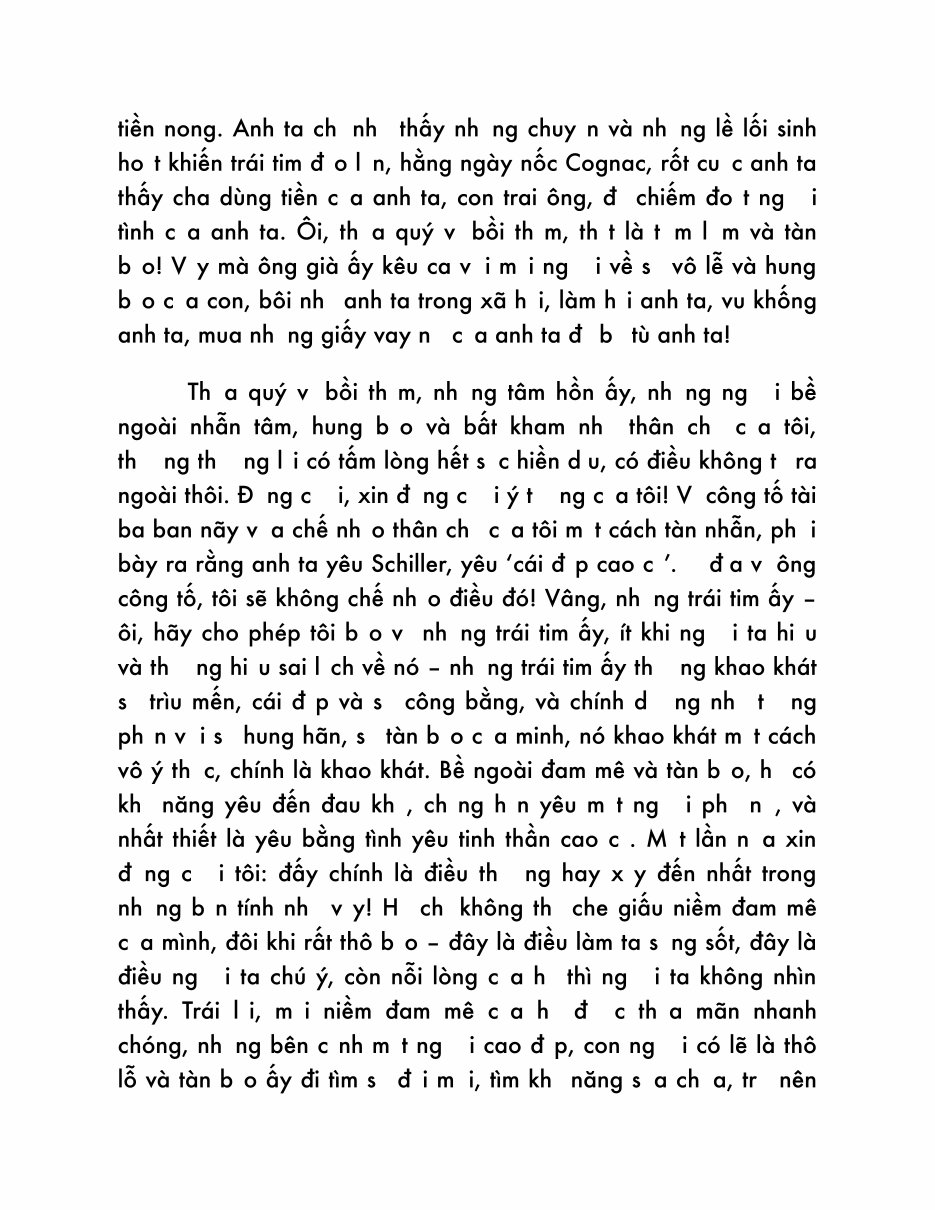 tiền nong. Anh ta ch nh thấy nh ng chuy n và nh ng lề lối sinh
ho t khiến trái tim đ o l n, hằng ngày nốc Cognac, rốt cu c anh ta
thấy cha dùng tiền c a anh ta, con trai ông, đ chiếm đo t ng i
tình c a anh ta. Ôi, th a quý v bồi th m, th t là t m l m và tàn
b o! V y mà ông già ấy kêu ca v i m i ng i về s vô lễ và hung
b o c a con, bôi nh anh ta trong xã h i, làm h i anh ta, vu khống
anh ta, mua nh ng giấy vay n c a anh ta đ b tù anh ta!
Th a quý v bồi th m, nh ng tâm hồn ấy, nh ng ng i bề
ngoài nhẫn tâm, hung b o và bất kham nh thân ch c a tôi,
th ng th ng l i có tấm lòng hết s c hiền d u, có điều không t ra
ngoài thôi. Đ ng c i, xin đ ng c i ý t ng c a tôi! V công tố tài
ba ban nãy v a chế nh o thân ch c a tôi m t cách tàn nhẫn, ph i
bày ra rằng anh ta yêu Schiller, yêu ‘cái đ p cao c ’. đ a v ông
công tố, tôi sẽ không chế nh o điều đó! Vâng, nh ng trái tim ấy –
ôi, hãy cho phép tôi b o v nh ng trái tim ấy, ít khi ng i ta hi u
và th ng hi u sai l ch về nó – nh ng trái tim ấy th ng khao khát
s trìu mến, cái đ p và s công bằng, và chính d ng nh t ng
ph n v i s hung hãn, s tàn b o c a minh, nó khao khát m t cách
vô ý th c, chính là khao khát. Bề ngoài đam mê và tàn b o, h có
kh năng yêu đến đau kh , ch ng h n yêu m t ng i ph n , và
nhất thiết là yêu bằng tình yêu tinh thần cao c . M t lần n a xin
đ ng c i tôi: đấy chính là điều th ng hay x y đến nhất trong
nh ng b n tính nh v y! H ch không th che giấu niềm đam mê
c a mình, đôi khi rất thô b o – đây là điều làm ta s ng sốt, đây là
điều ng i ta chú ý, còn nỗi lòng c a h thì ng i ta không nhìn
thấy. Trái l i, m i niềm đam mê c a h đ c th a mãn nhanh
chóng, nh ng bên c nh m t ng i cao đ p, con ng i có lẽ là thô
lỗ và tàn b o ấy đi tìm s đ i m i, tìm kh năng s a ch a, tr nên